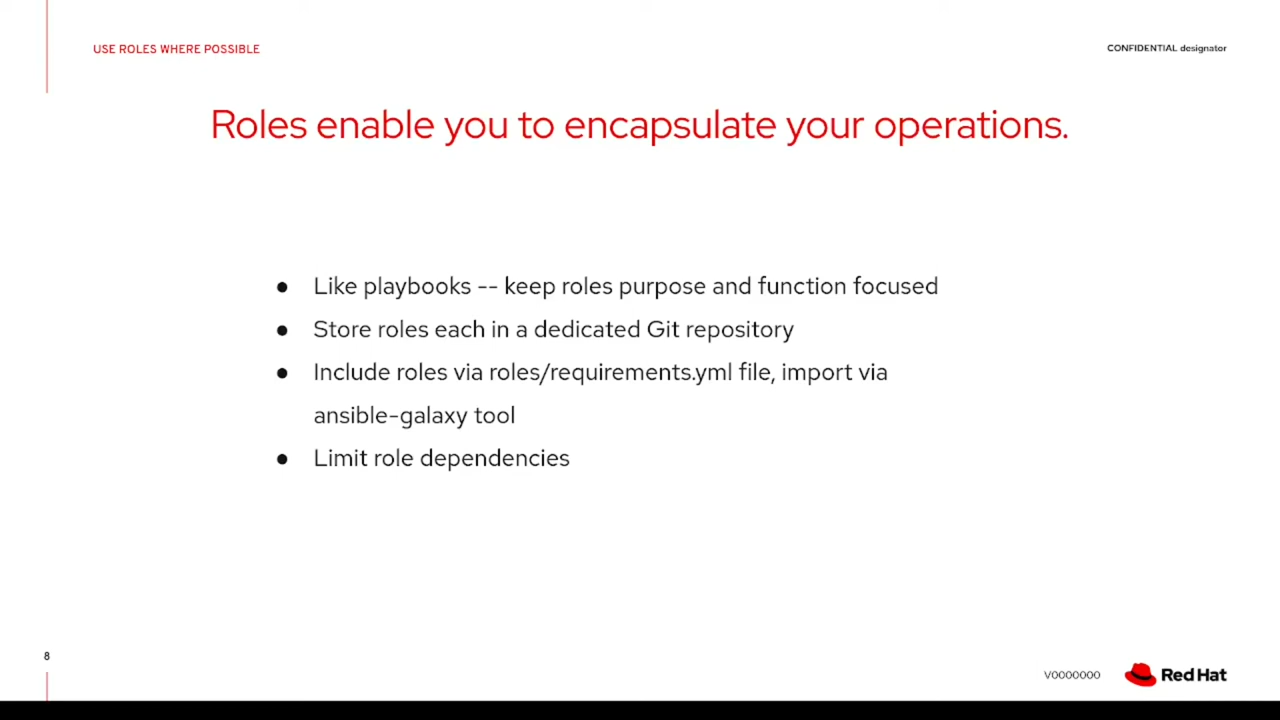 USE ROLES WHERE POSSIBLE
CONFIDENTIAL designator
Roles enable you to encapsulate your operations.
● Like playbooks -- keep roles purpose and function focused
● Store roles each in a dedicated Git repository
● Include roles via roles/requirements.yml file, import via
ansible-galaxy tool
● Limit role dependencies
8
V0000000
Red Hat